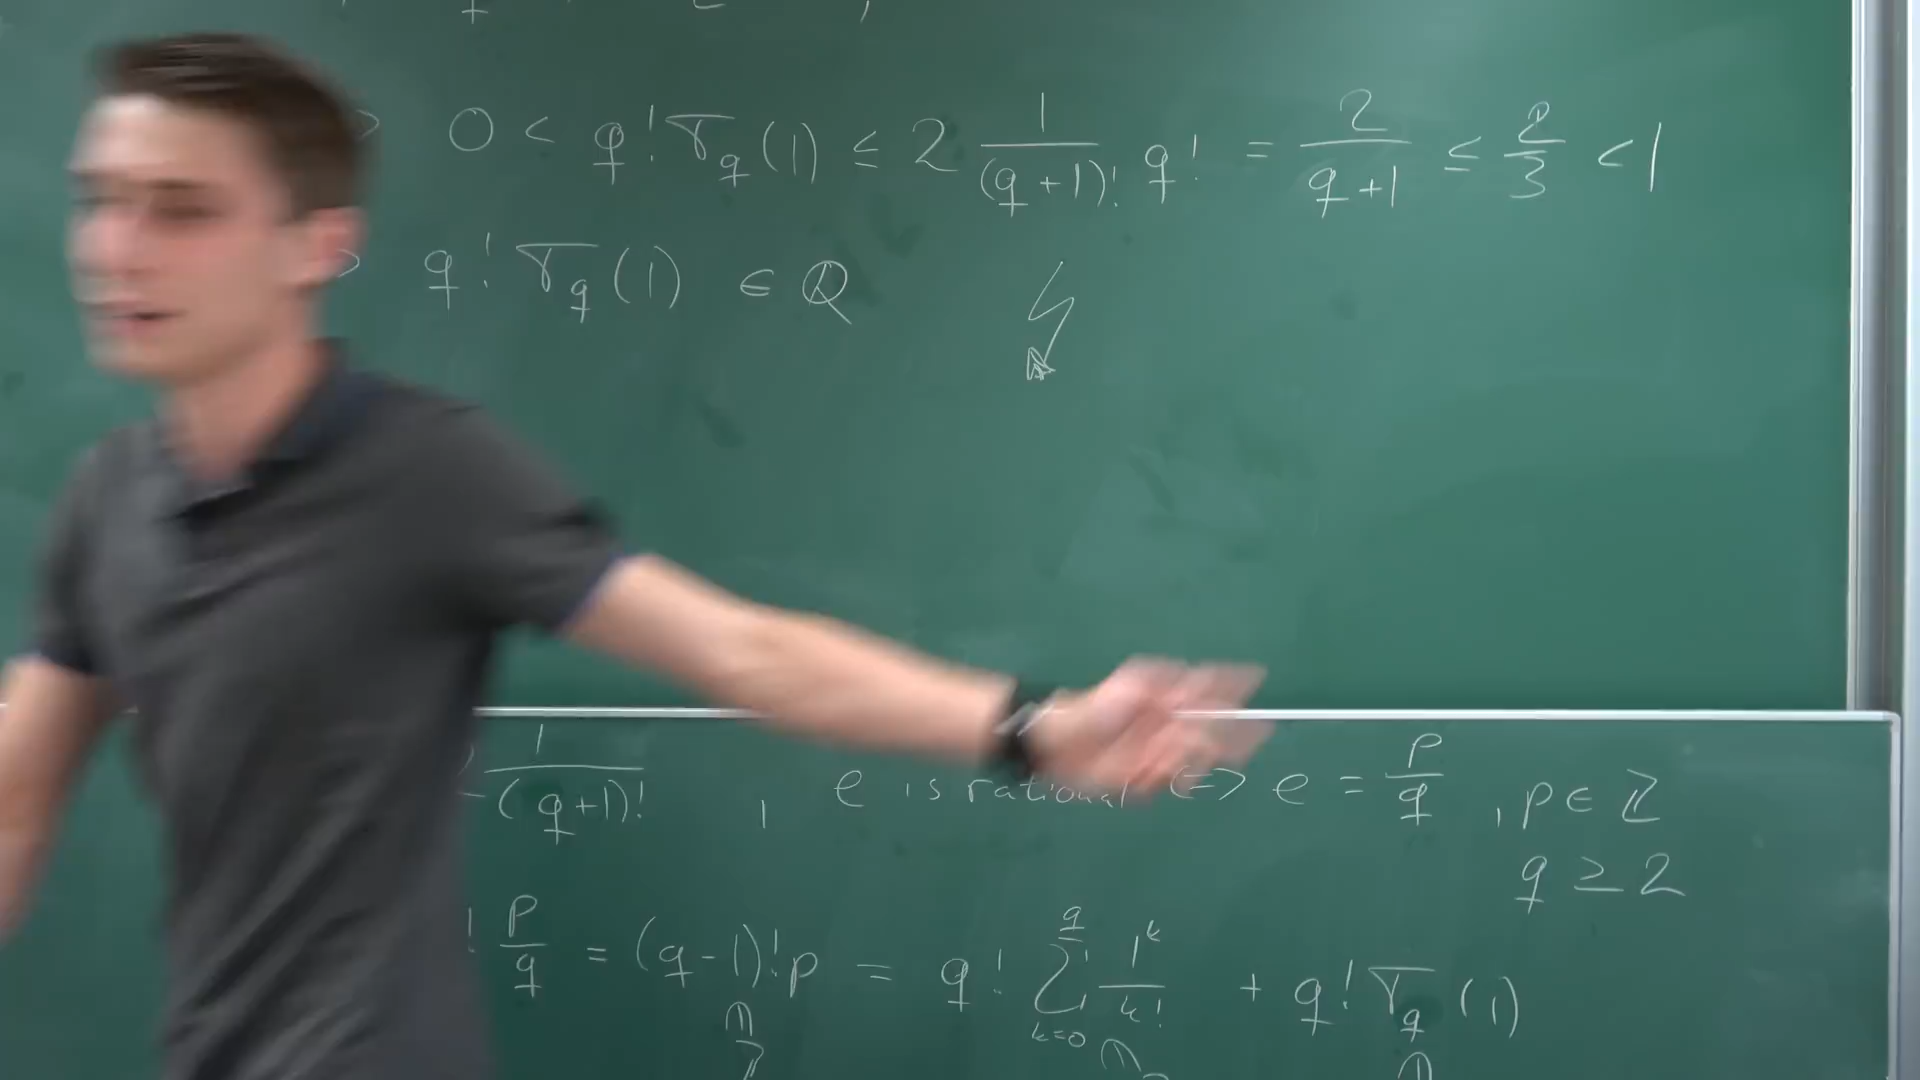 > 0 < q! r_q(1) ≤ 2 1/(q+1)! q! = 2/(q+1) ≤ 2/3 < 1
> q! r_q(1) ∈ Q ↯
1/(q+1)! , e is rational <=> e = p/q , p ∈ Z
q ≥ 2
! p/q = (q-1)! p = q! ∑_{k=0}^{q} 1^k/k! + q! r_q(1)